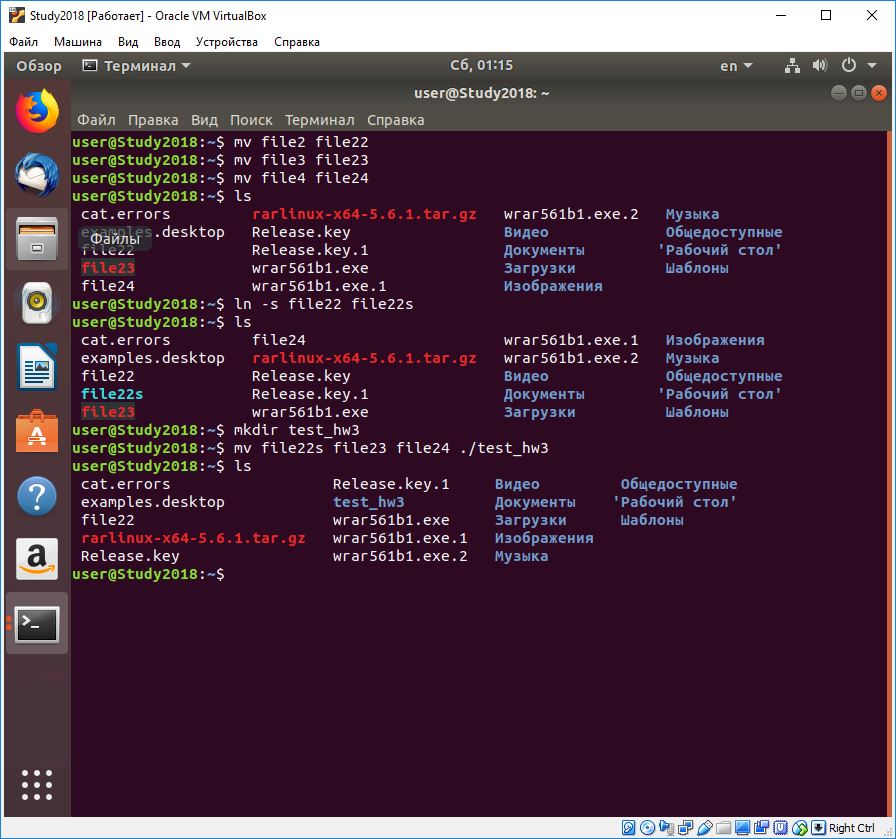 Study2018 [Работает] - Oracle VM VirtualBox
Файл Машина Вид Ввод Устройства Справка
Обзор Терминал Сб, 01:15 en
user@Study2018: ~
Файл Правка Вид Поиск Терминал Справка
user@Study2018:~$ mv file2 file22
user@Study2018:~$ mv file3 file23
user@Study2018:~$ mv file4 file24
user@Study2018:~$ ls
cat.errors rarlinux-x64-5.6.1.tar.gz wrar561b1.exe.2 Музыка
examples.desktop Release.key Видео Общедоступные
Файлы
file22 Release.key.1 Документы 'Рабочий стол'
file23 wrar561b1.exe Загрузки Шаблоны
file24 wrar561b1.exe.1 Изображения
user@Study2018:~$ ln -s file22 file22s
user@Study2018:~$ ls
cat.errors file24 wrar561b1.exe.1 Изображения
examples.desktop rarlinux-x64-5.6.1.tar.gz wrar561b1.exe.2 Музыка
file22 Release.key Видео Общедоступные
file22s Release.key.1 Документы 'Рабочий стол'
file23 wrar561b1.exe Загрузки Шаблоны
user@Study2018:~$ mkdir test_hw3
user@Study2018:~$ mv file22s file23 file24 ./test_hw3
user@Study2018:~$ ls
cat.errors Release.key.1 Видео Общедоступные
examples.desktop test_hw3 Документы 'Рабочий стол'
file22 wrar561b1.exe Загрузки Шаблоны
rarlinux-x64-5.6.1.tar.gz wrar561b1.exe.1 Изображения
Release.key wrar561b1.exe.2 Музыка
user@Study2018:~$
Right Ctrl